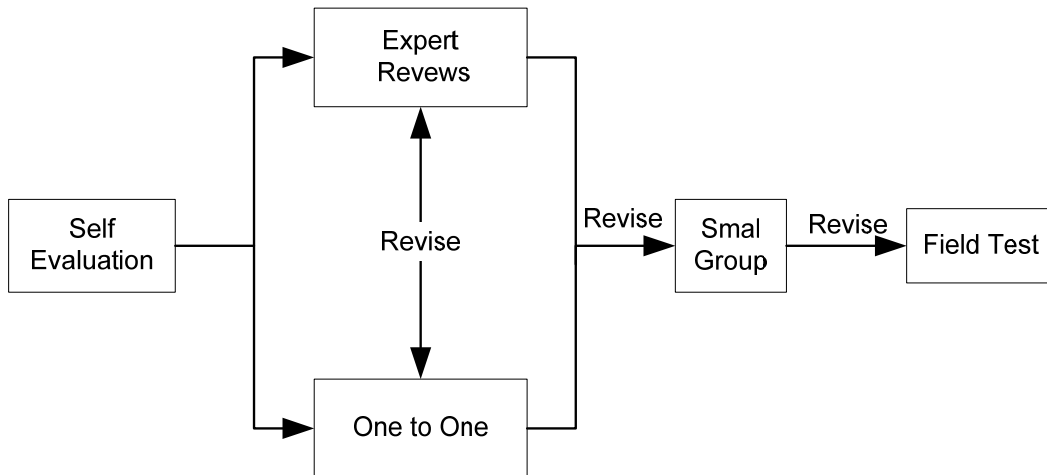 Expert
Revews
Self
Evaluation
Revise
One to One
Revise
Smal
Group
Revise
Field Test